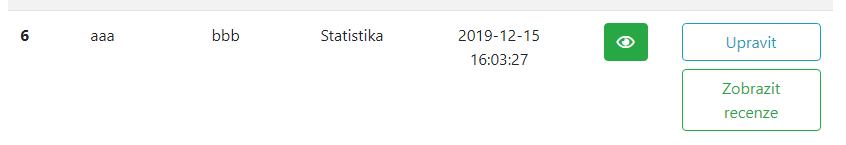 6 aaa bbb Statistika 2019-12-15 Upravit
16:03:27
Zobrazit
recenze